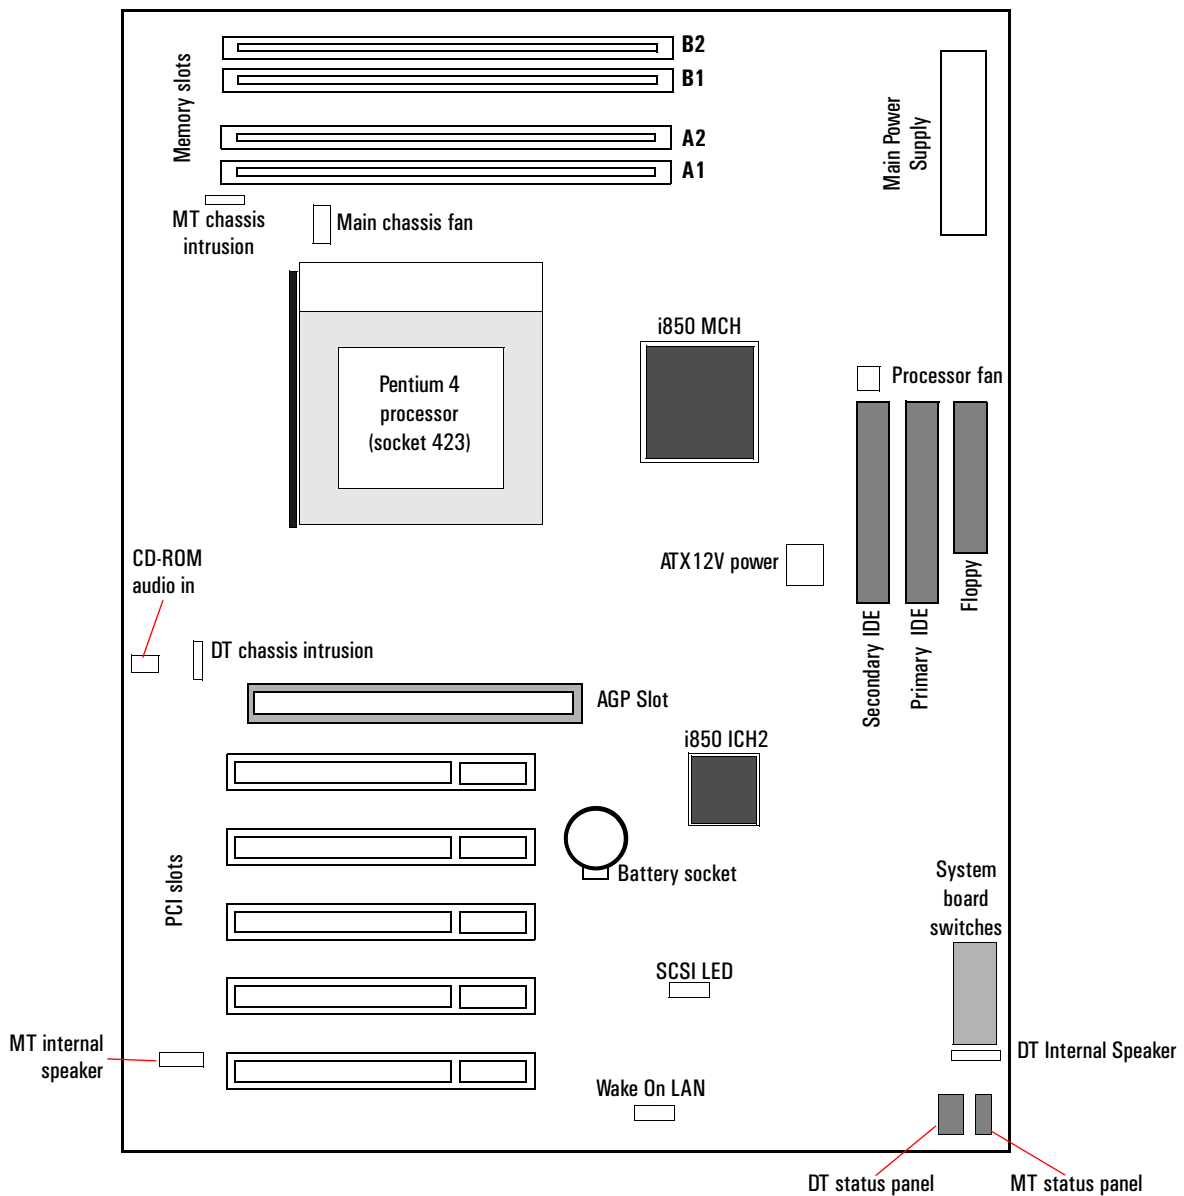 B2
B1
Memory slots
A2
A1
Main Power
Supply
MT chassis
intrusion
Main chassis fan
i850 MCH
Processor fan
Pentium 4
processor
(socket 423)
CD-ROM
audio in
ATX12V power
Secondary IDE
Primary IDE
Floppy
DT chassis intrusion
AGP Slot
i850 ICH2
PCI slots
Battery socket
System
board
switches
SCSI LED
MT internal
speaker
DT Internal Speaker
Wake On LAN
DT status panel
MT status panel